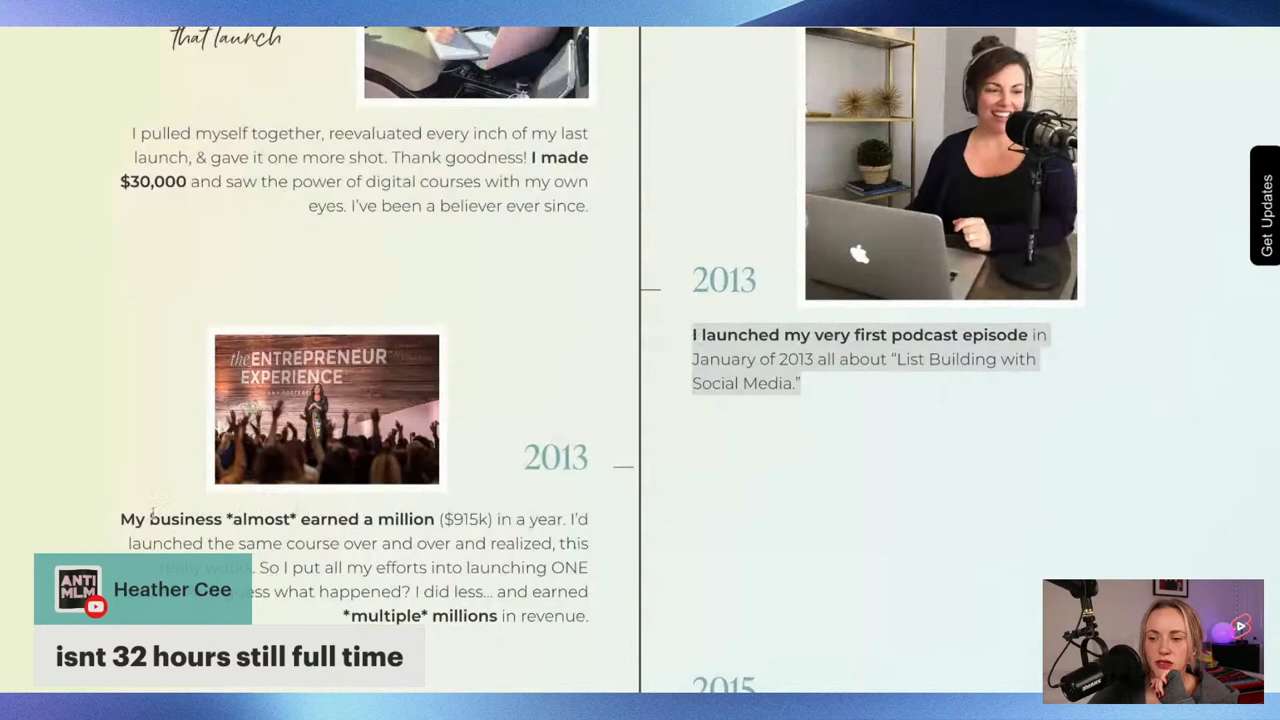 that launch
I pulled myself together, reevaluated every inch of my last
launch, & gave it one more shot. Thank goodness! I made
$30,000 and saw the power of digital courses with my own
eyes. I've been a believer ever since.
2013
I launched my very first podcast episode in
January of 2013 all about “List Building with
Social Media.”
the ENTREPRENEUR
EXPERIENCE
2013
My business *almost* earned a million ($915k) in a year. I'd
launched the same course over and over and realized, this
really works. So I put all my efforts into launching ONE
what happened? I did less... and earned
*multiple* millions in revenue.
2015
Get Updates
ANTI
MLM
Heather Cee
isnt 32 hours still full time